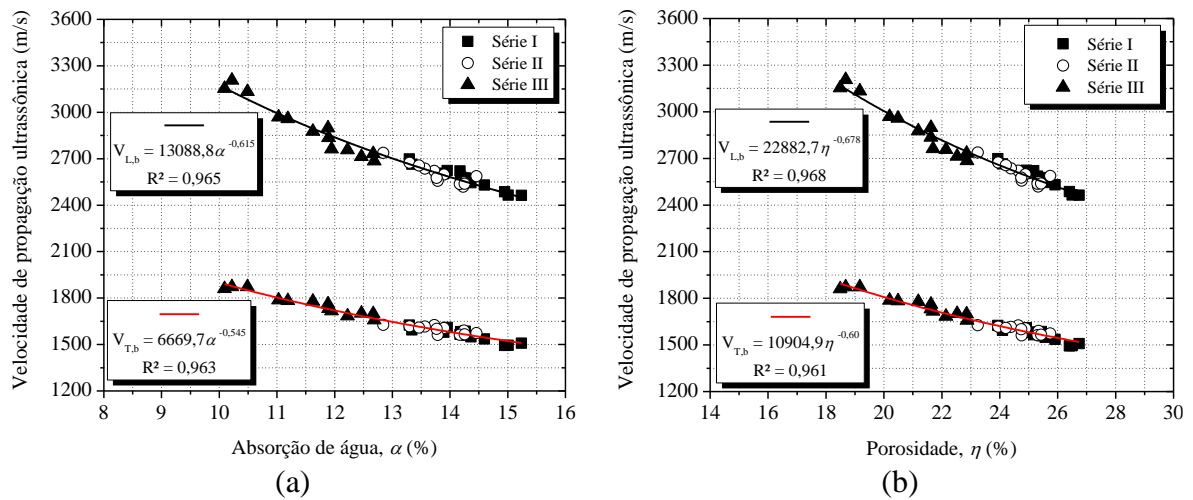 Velocidade de propagação ultrassônica (m/s)
3600
3300
3000
2700
2400
2100
1800
1500
1200
Série I
Série II
Série III
V_{L,b} = 13088,8α^{-0,615}
R² = 0,965
V_{T,b} = 6669,7α^{-0,545}
R² = 0,963
8 9 10 11 12 13 14 15 16
Absorção de água, α (%)
(a)
Velocidade de propagação ultrassônica (m/s)
3600
3300
3000
2700
2400
2100
1800
1500
1200
Série I
Série II
Série III
V_{L,b} = 22882,7η^{-0,678}
R² = 0,968
V_{T,b} = 10904,9η^{-0,60}
R² = 0,961
14 16 18 20 22 24 26 28 30
Porosidade, η (%)
(b)